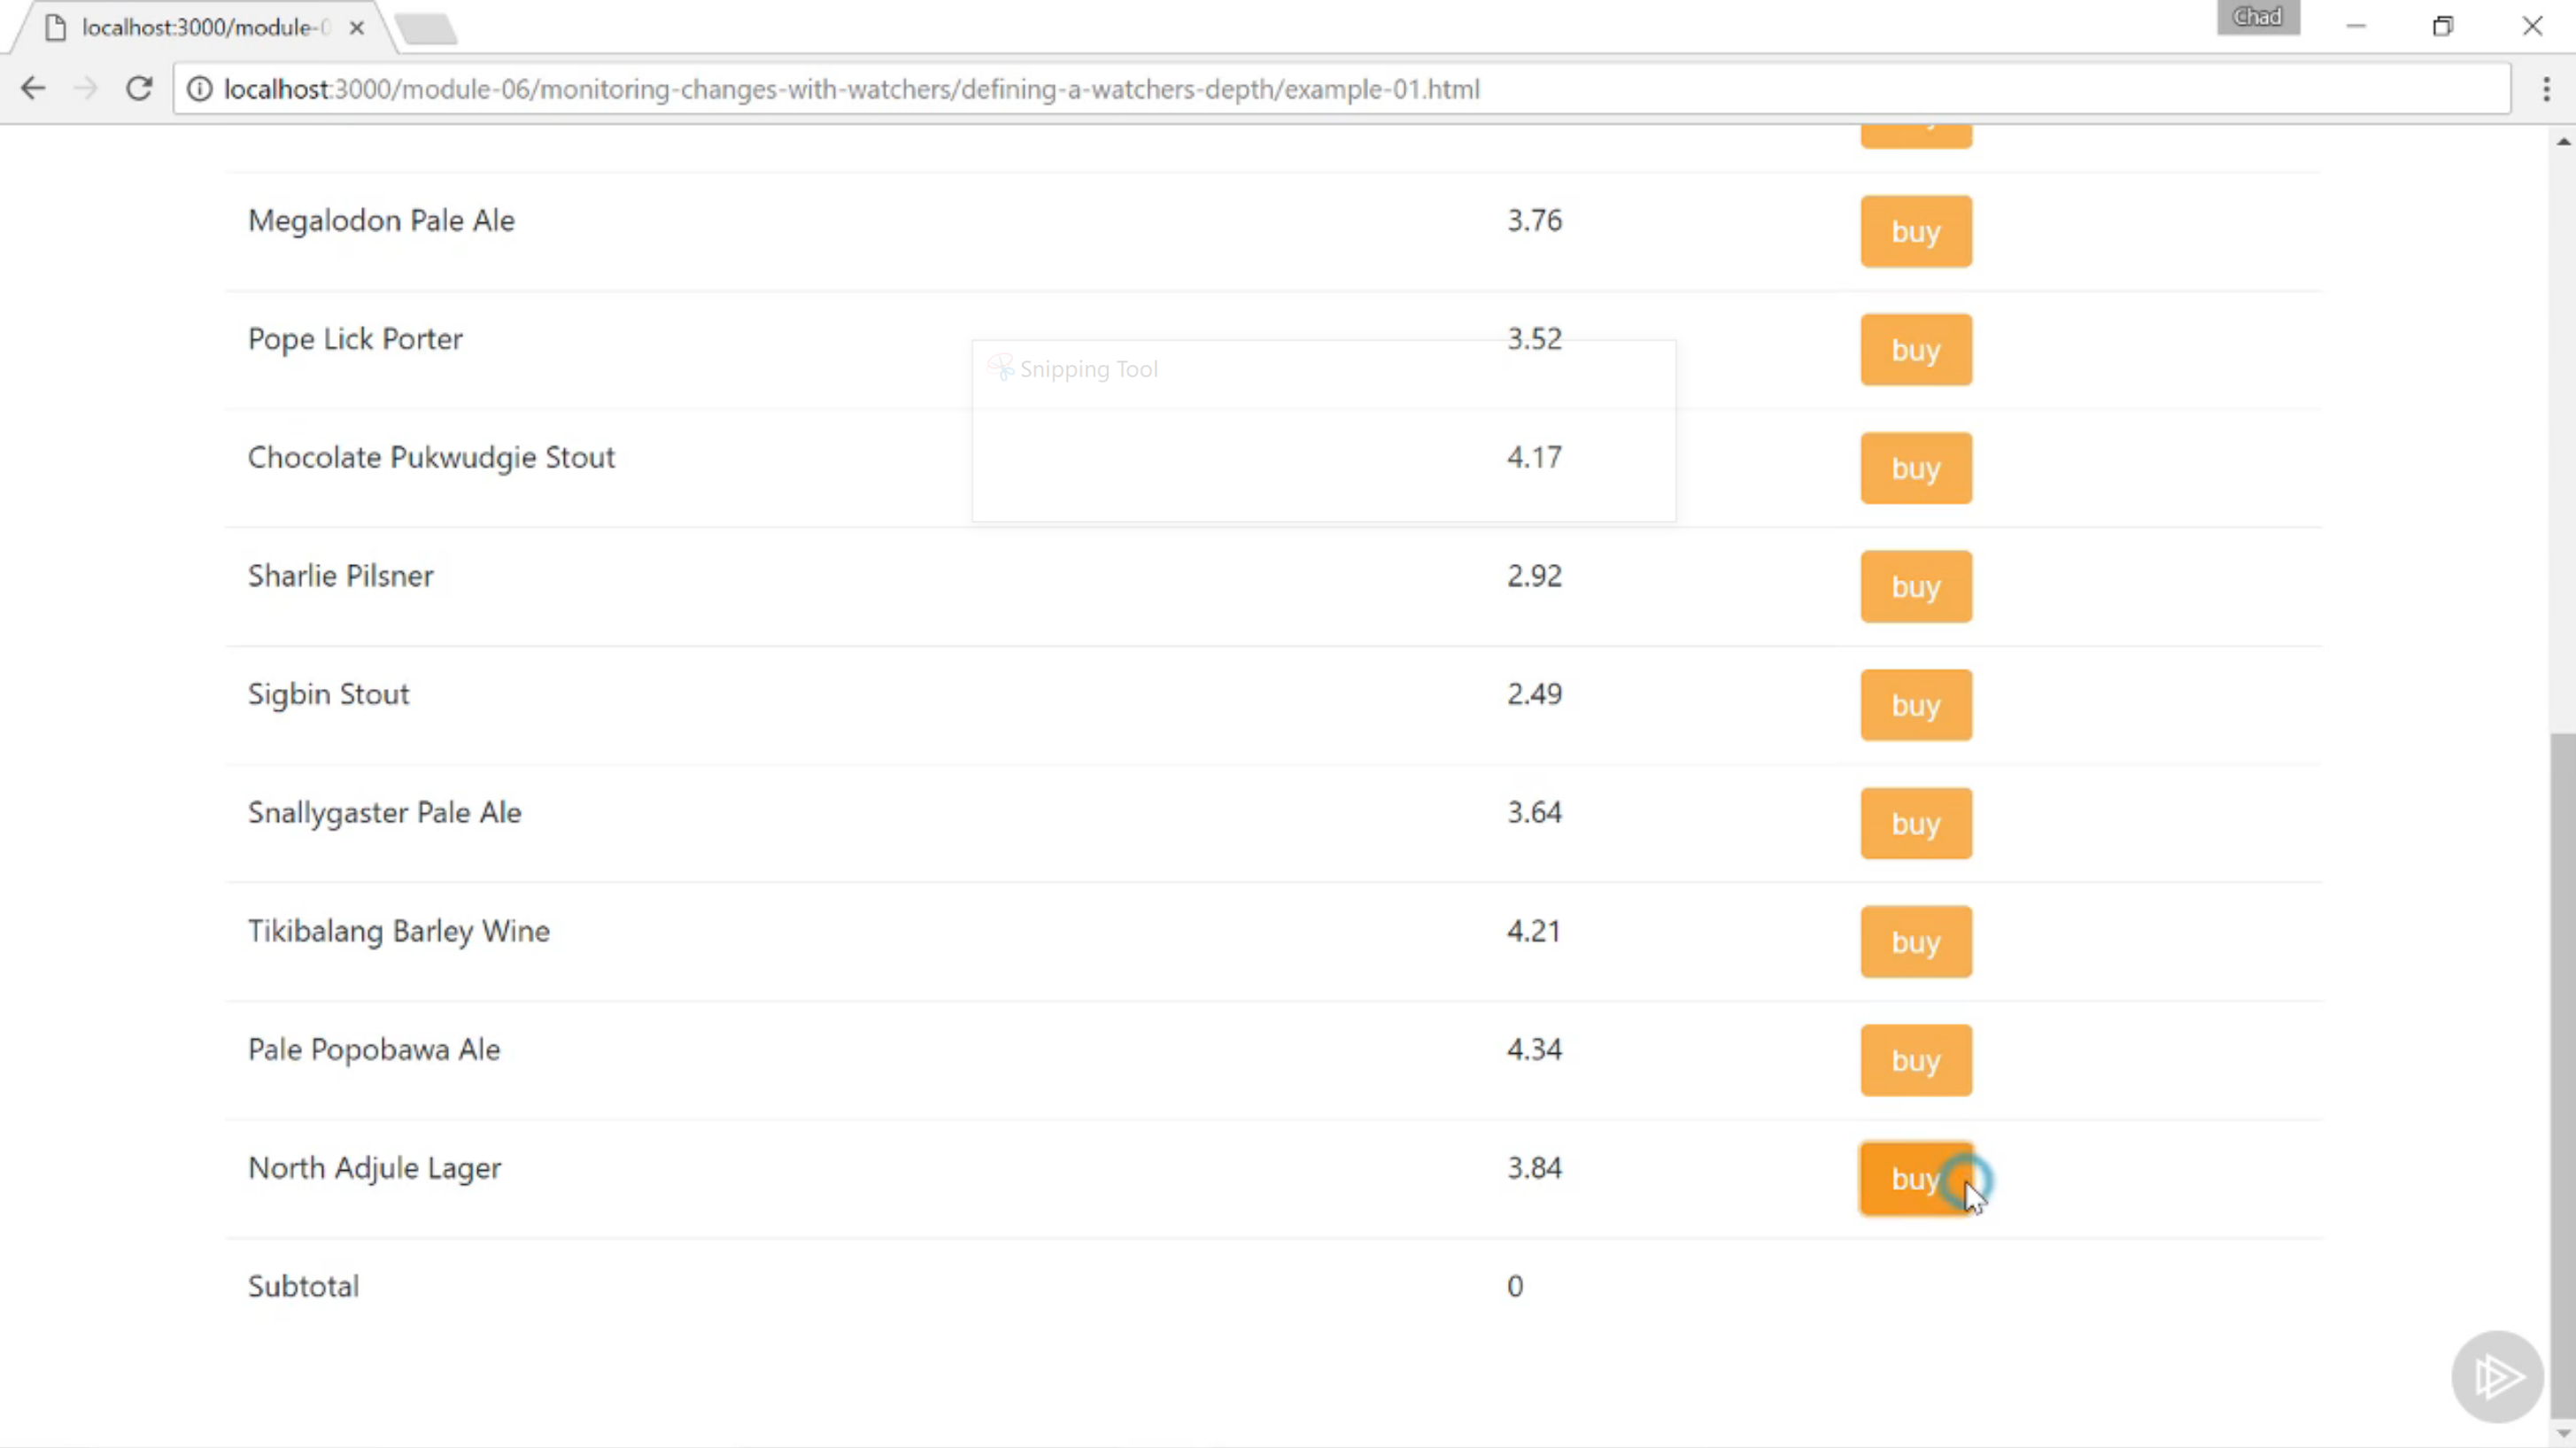 localhost:3000/module-0
Chad
localhost:3000/module-06/monitoring-changes-with-watchers/defining-a-watchers-depth/example-01.html
Megalodon Pale Ale 3.76 buy
Pope Lick Porter 3.52 buy
Snipping Tool
Chocolate Pukwudgie Stout 4.17 buy
Sharlie Pilsner 2.92 buy
Sigbin Stout 2.49 buy
Snallygaster Pale Ale 3.64 buy
Tikibalang Barley Wine 4.21 buy
Pale Popobawa Ale 4.34 buy
North Adjule Lager 3.84 buy
Subtotal 0